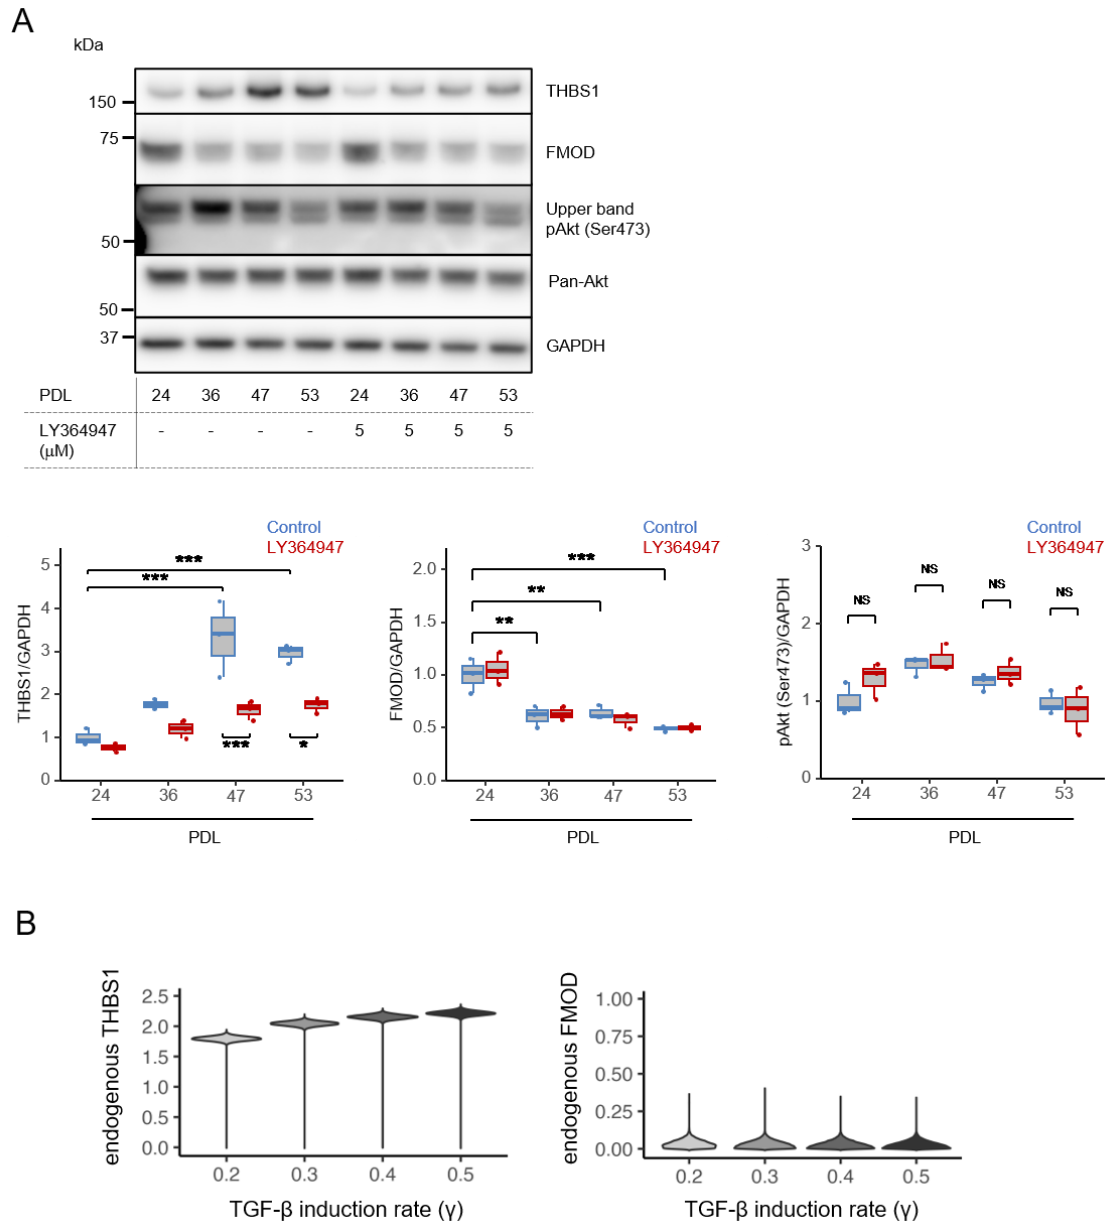 A
kDa
THBS1
150
75
FMOD
Upper band
pAkt (Ser473)
50
Pan-Akt
50
37
GAPDH
PDL 24 36 47 53 24 36 47 53
LY364947 - - - - 5 5 5 5
(μM)
Control
LY364947
THBS1/GAPDH
5
4
3
2
1
0
***
***
***
*
24 36 47 53
PDL
Control
LY364947
FMOD/GAPDH
2.0
1.5
1.0
0.5
0.0
***
**
**
24 36 47 53
PDL
Control
LY364947
pAkt (Ser473)/GAPDH
3
2
1
0
NS NS NS NS
24 36 47 53
PDL
B
endogenous THBS1
2.5
2.0
1.5
1.0
0.5
0.0
0.2 0.3 0.4 0.5
TGF-β induction rate (γ)
endogenous FMOD
1.00
0.75
0.50
0.25
0.00
0.2 0.3 0.4 0.5
TGF-β induction rate (γ)